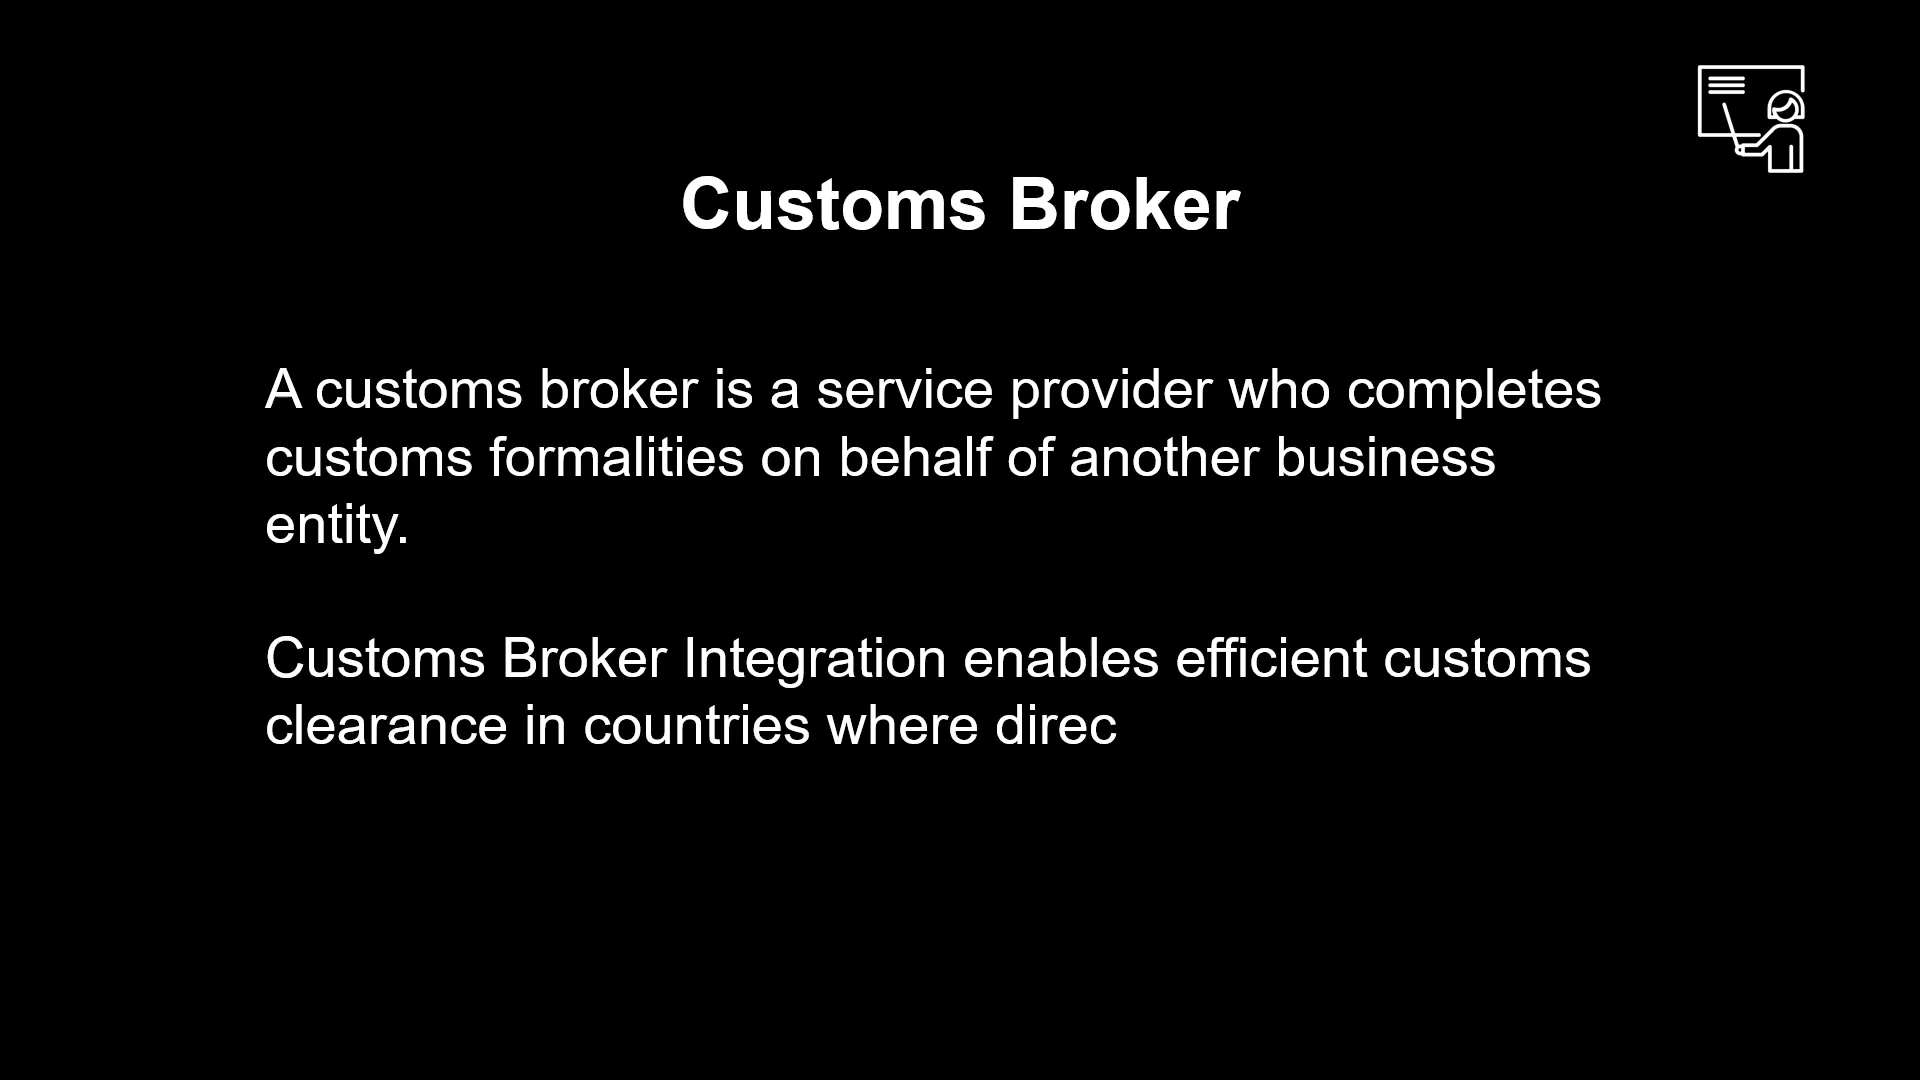 Customs Broker
A customs broker is a service provider who completes
customs formalities on behalf of another business
entity.
Customs Broker Integration enables efficient customs
clearance in countries where direc